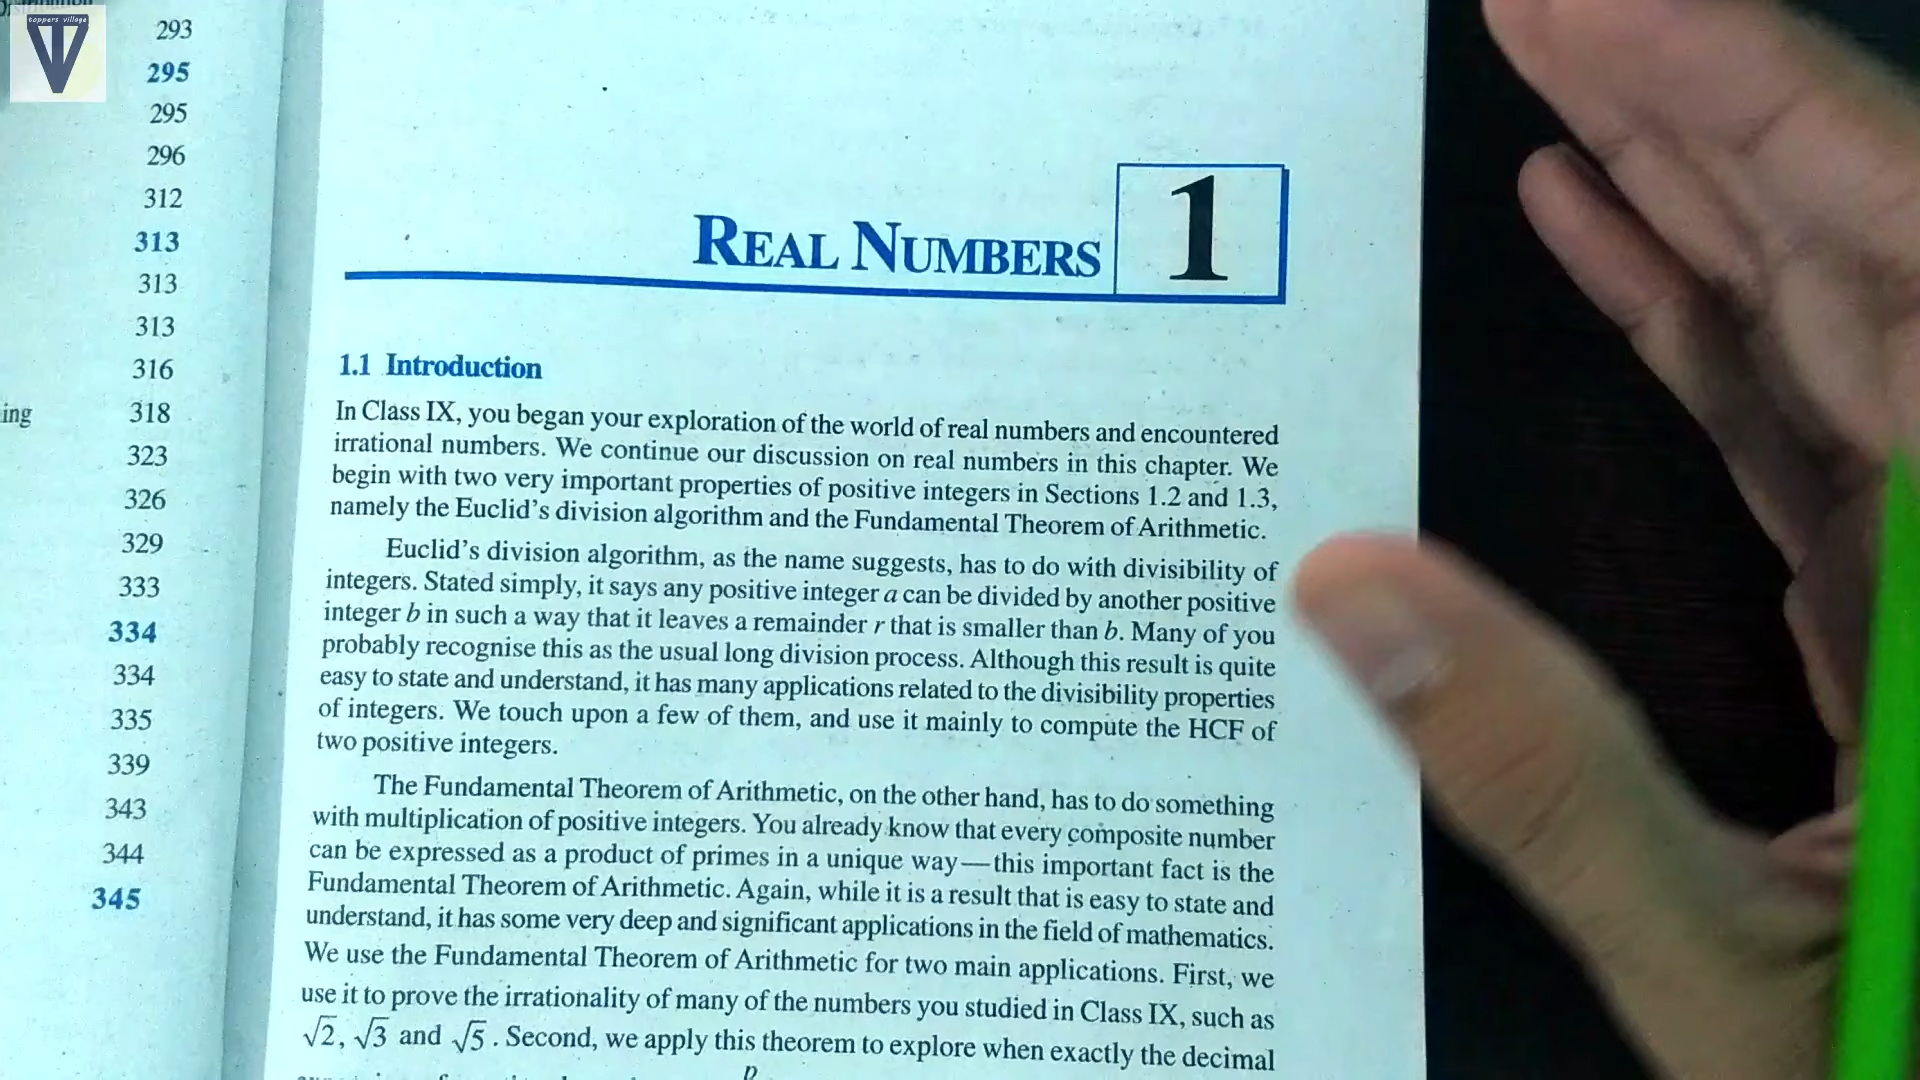 toppers village
293
295
295
296
312
313
313
313
316
ing 318
323
326
329
333
334
334
335
339
343
344
345
REAL NUMBERS 1
1.1 Introduction
In Class IX, you began your exploration of the world of real numbers and encountered
irrational numbers. We continue our discussion on real numbers in this chapter. We
begin with two very important properties of positive integers in Sections 1.2 and 1.3,
namely the Euclid’s division algorithm and the Fundamental Theorem of Arithmetic.
Euclid’s division algorithm, as the name suggests, has to do with divisibility of
integers. Stated simply, it says any positive integer a can be divided by another positive
integer b in such a way that it leaves a remainder r that is smaller than b. Many of you
probably recognise this as the usual long division process. Although this result is quite
easy to state and understand, it has many applications related to the divisibility properties
of integers. We touch upon a few of them, and use it mainly to compute the HCF of
two positive integers.
The Fundamental Theorem of Arithmetic, on the other hand, has to do something
with multiplication of positive integers. You already know that every composite number
can be expressed as a product of primes in a unique way—this important fact is the
Fundamental Theorem of Arithmetic. Again, while it is a result that is easy to state and
understand, it has some very deep and significant applications in the field of mathematics.
We use the Fundamental Theorem of Arithmetic for two main applications. First, we
use it to prove the irrationality of many of the numbers you studied in Class IX, such as
√2, √3 and √5. Second, we apply this theorem to explore when exactly the decimal
p